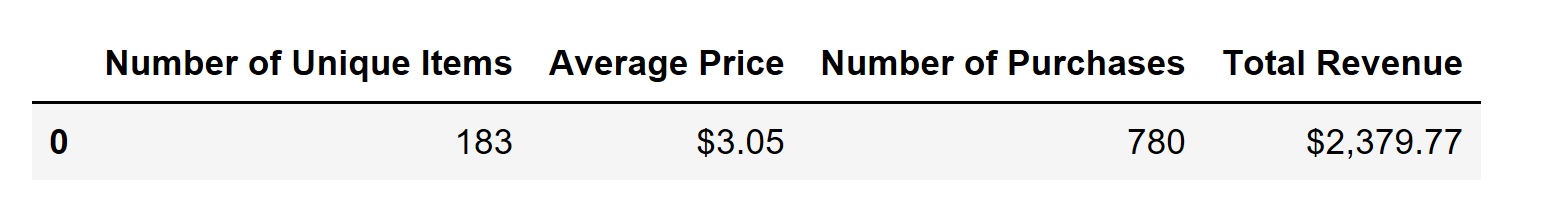 Number of Unique Items Average Price Number of Purchases Total Revenue
0 183 $3.05 780 $2,379.77